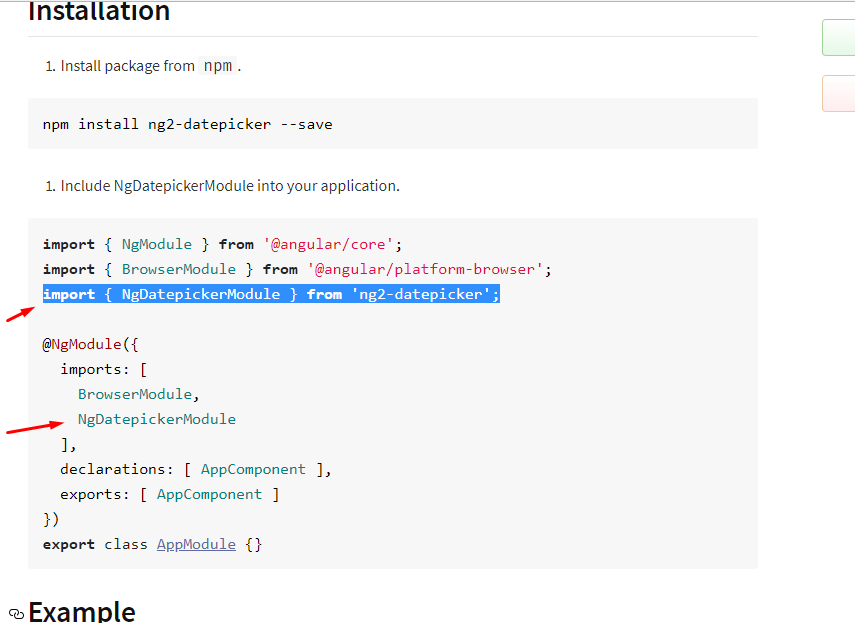 Installation
1. Install package from npm .
npm install ng2-datepicker --save
1. Include NgDatepickerModule into your application.
import { NgModule } from '@angular/core';
import { BrowserModule } from '@angular/platform-browser';
import { NgDatepickerModule } from 'ng2-datepicker';
@NgModule({
imports: [
BrowserModule,
NgDatepickerModule
],
declarations: [ AppComponent ],
exports: [ AppComponent ]
})
export class AppModule {}
Example